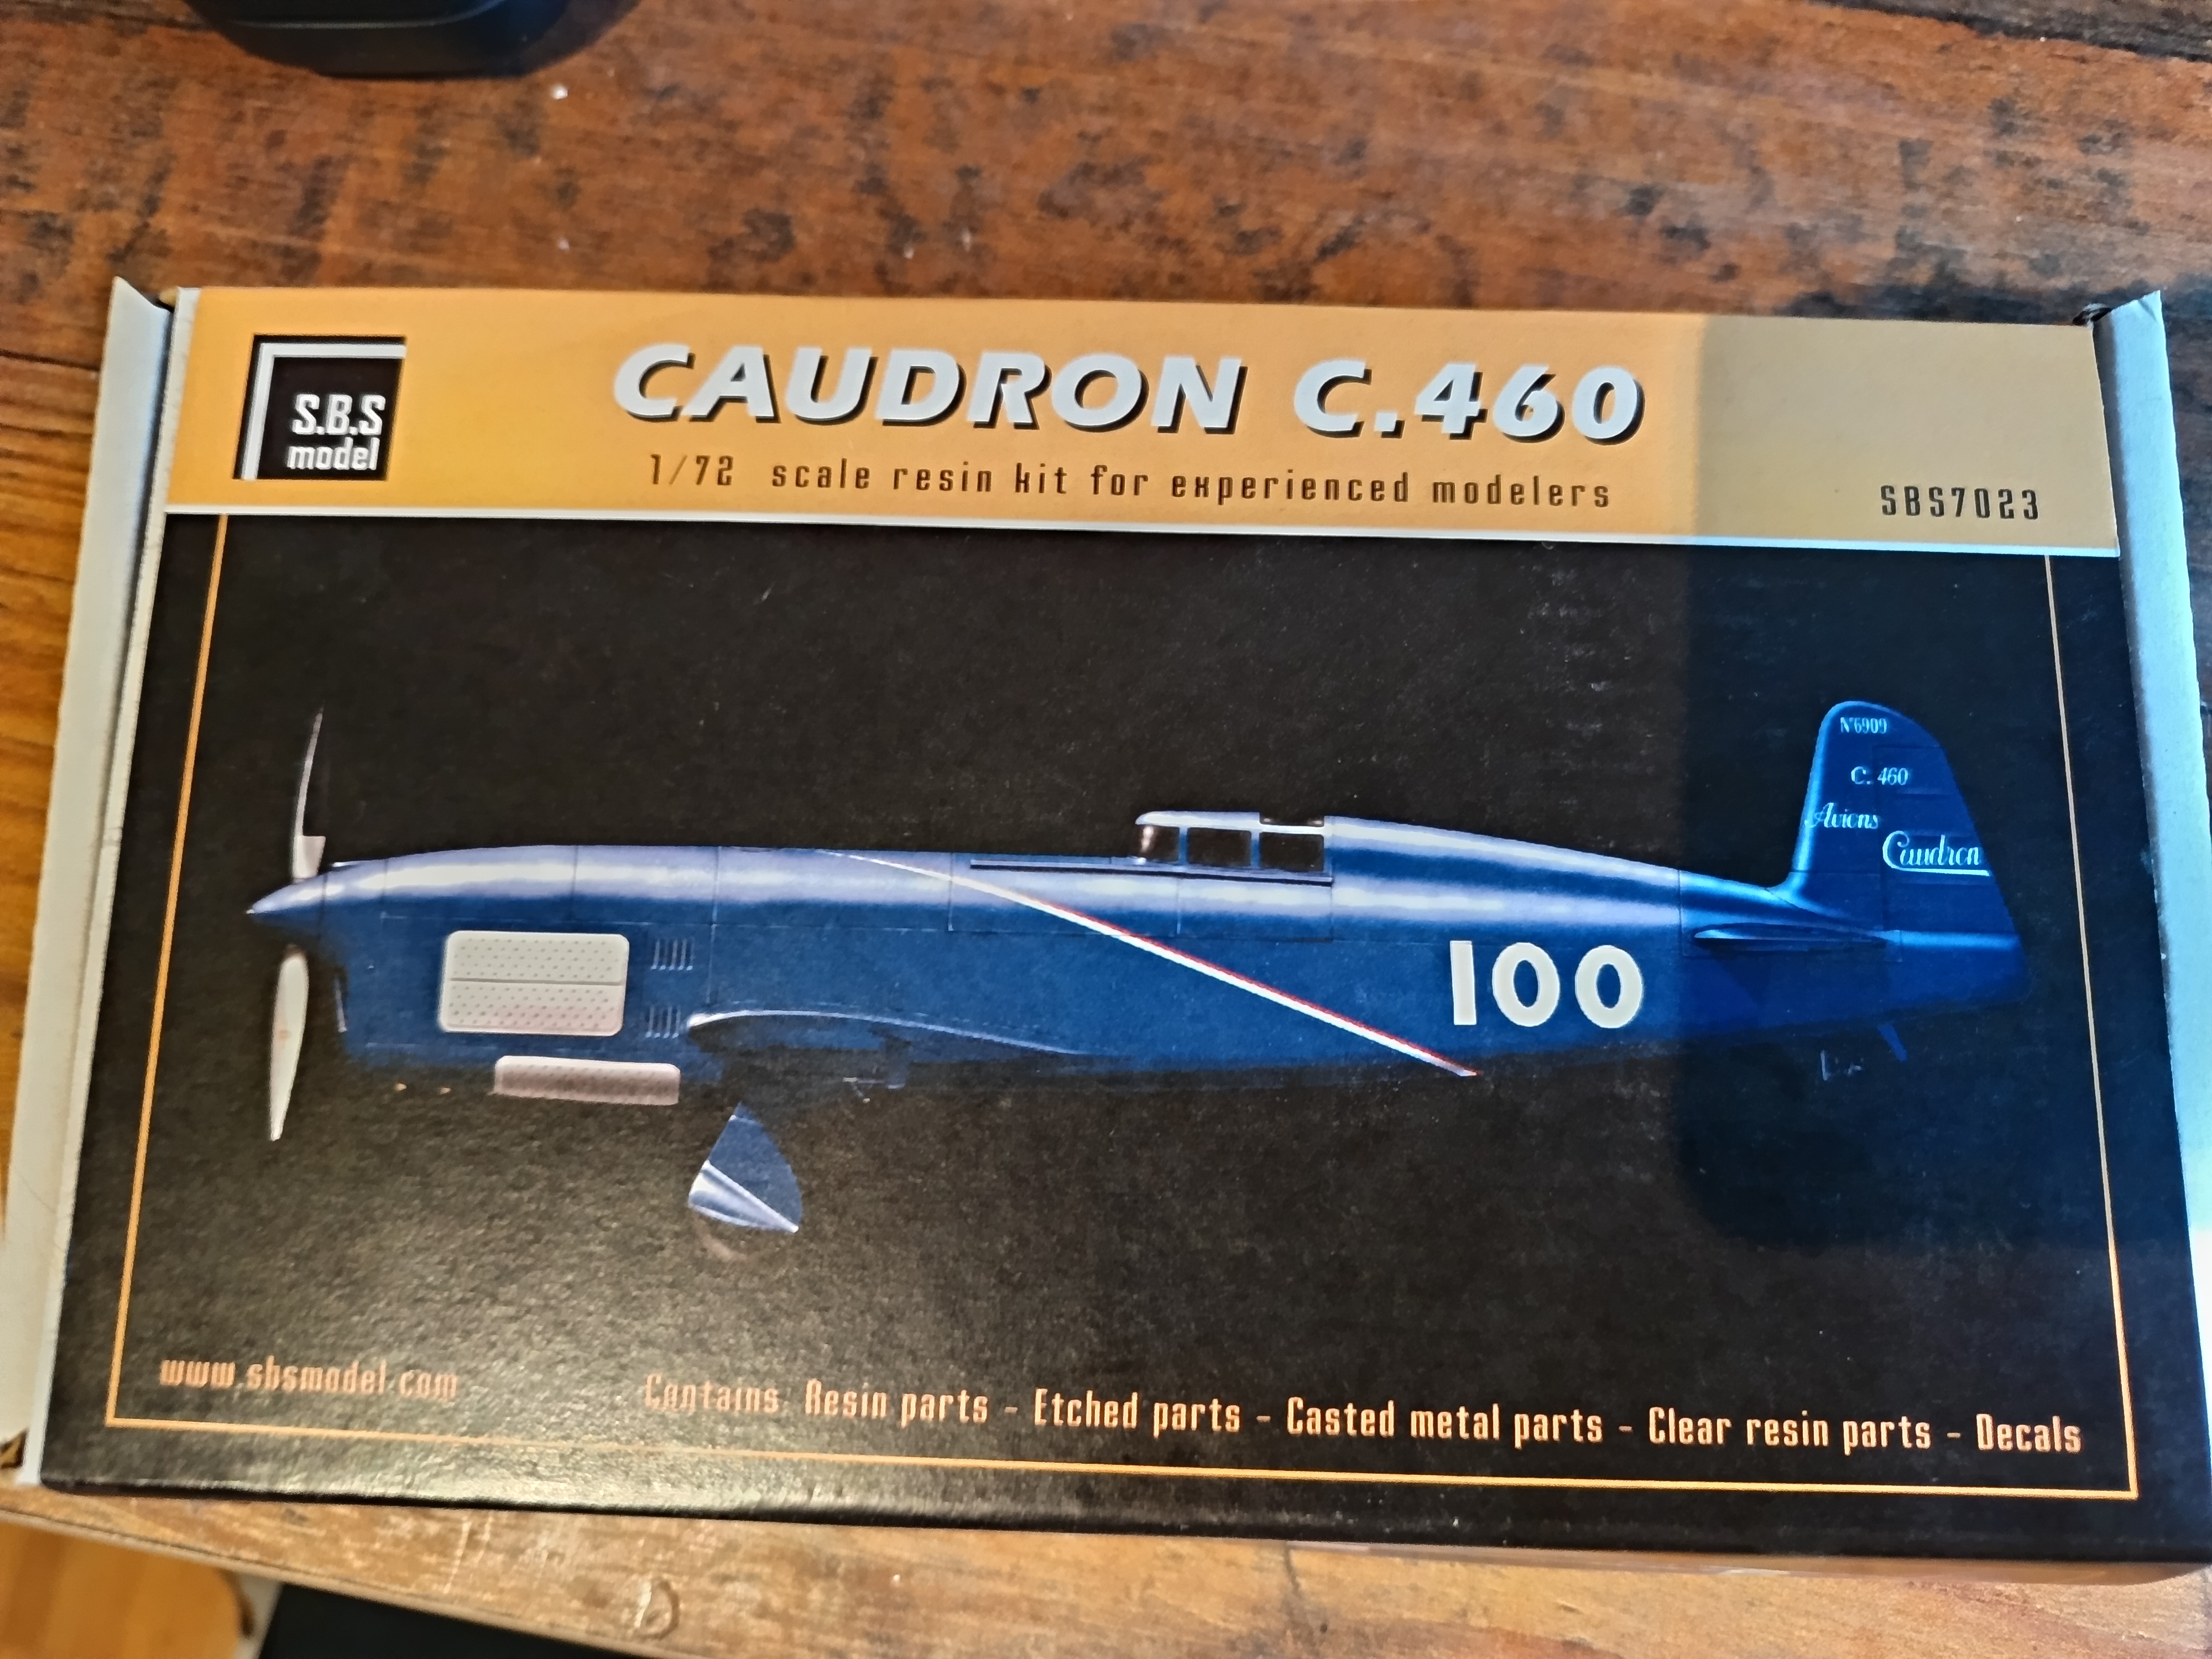 CAUDRON C.460
S.B.S
model
1/72 scale resin kit for experienced modelers
SBS7023
N°6909
C. 460
Avions
Caudron
100
www.sbsmodel.com
Contains: Resin parts - Etched parts - Casted metal parts - Clear resin parts - Decals